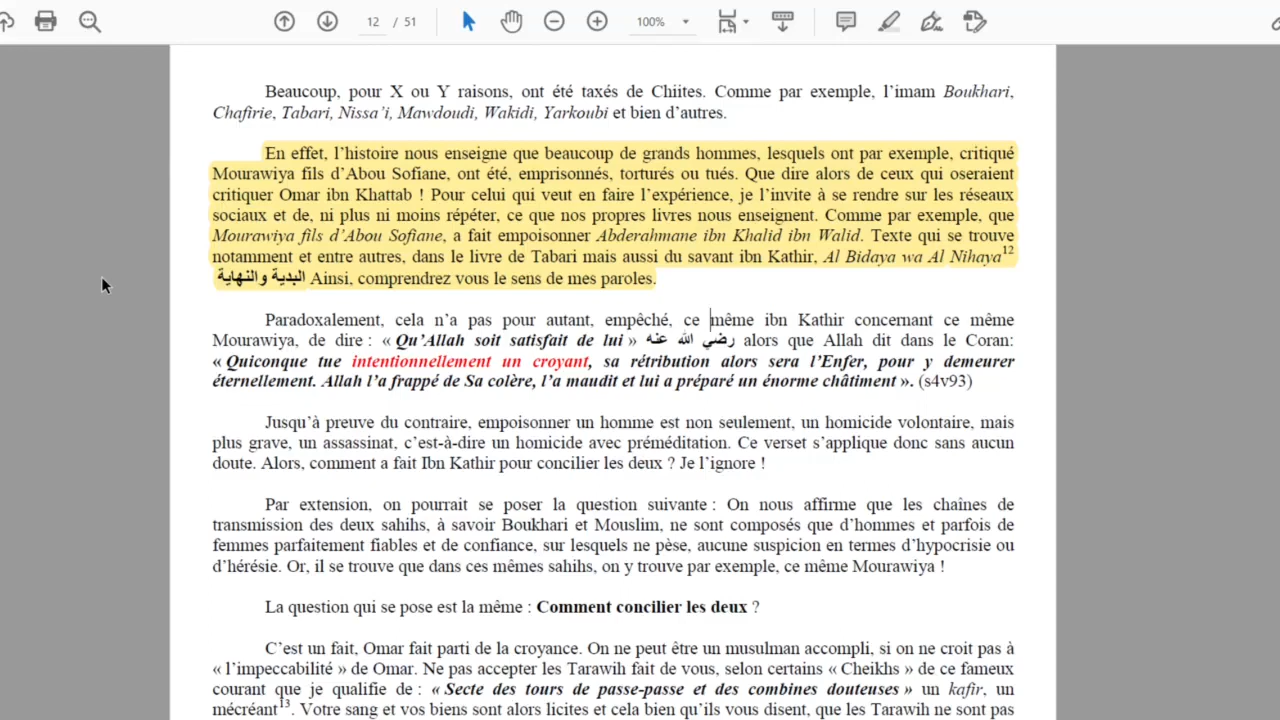 12 / 51
100%
Beaucoup, pour X ou Y raisons, ont été taxés de Chiites. Comme par exemple, l’imam Boukhari,
Chafirie, Tabari, Nissa’i, Mawdoudi, Wakidi, Yarkoubi et bien d’autres.
En effet, l’histoire nous enseigne que beaucoup de grands hommes, lesquels ont par exemple, critiqué
Mourawiya fils d’Abou Sofiane, ont été, emprisonnés, torturés ou tués. Que dire alors de ceux qui oseraient
critiquer Omar ibn Khattab ! Pour celui qui veut en faire l’expérience, je l’invite à se rendre sur les réseaux
sociaux et de, ni plus ni moins répéter, ce que nos propres livres nous enseignent. Comme par exemple, que
Mourawiya fils d’Abou Sofiane, a fait empoisonner Abderahmane ibn Khalid ibn Walid. Texte qui se trouve
notamment et entre autres, dans le livre de Tabari mais aussi du savant ibn Kathir, Al Bidaya wa Al Nihaya12
البدية والنهاية Ainsi, comprendrez vous le sens de mes paroles.
Paradoxalement, cela n’a pas pour autant, empêché, ce même ibn Kathir concernant ce même
Mourawiya, de dire : « Qu’Allah soit satisfait de lui » رضي الله عنه alors que Allah dit dans le Coran:
« Quiconque tue intentionnellement un croyant, sa rétribution alors sera l’Enfer, pour y demeurer
éternellement. Allah l’a frappé de Sa colère, l’a maudit et lui a préparé un énorme châtiment ». (s4v93)
Jusqu’à preuve du contraire, empoisonner un homme est non seulement, un homicide volontaire, mais
plus grave, un assassinat, c’est-à-dire un homicide avec préméditation. Ce verset s’applique donc sans aucun
doute. Alors, comment a fait Ibn Kathir pour concilier les deux ? Je l’ignore !
Par extension, on pourrait se poser la question suivante : On nous affirme que les chaînes de
transmission des deux sahihs, à savoir Boukhari et Mouslim, ne sont composés que d’hommes et parfois de
femmes parfaitement fiables et de confiance, sur lesquels ne pèse, aucune suspicion en termes d’hypocrisie ou
d’hérésie. Or, il se trouve que dans ces mêmes sahihs, on y trouve par exemple, ce même Mourawiya !
La question qui se pose est la même : Comment concilier les deux ?
C’est un fait, Omar fait parti de la croyance. On ne peut être un musulman accompli, si on ne croit pas à
« l’impeccabilité » de Omar. Ne pas accepter les Tarawih fait de vous, selon certains « Cheikhs » de ce fameux
courant que je qualifie de : « Secte des tours de passe-passe et des combines douteuses » un kafir, un
mécréant13. Votre sang et vos biens sont alors licites et cela bien qu’ils vous disent, que les Tarawih ne sont pas